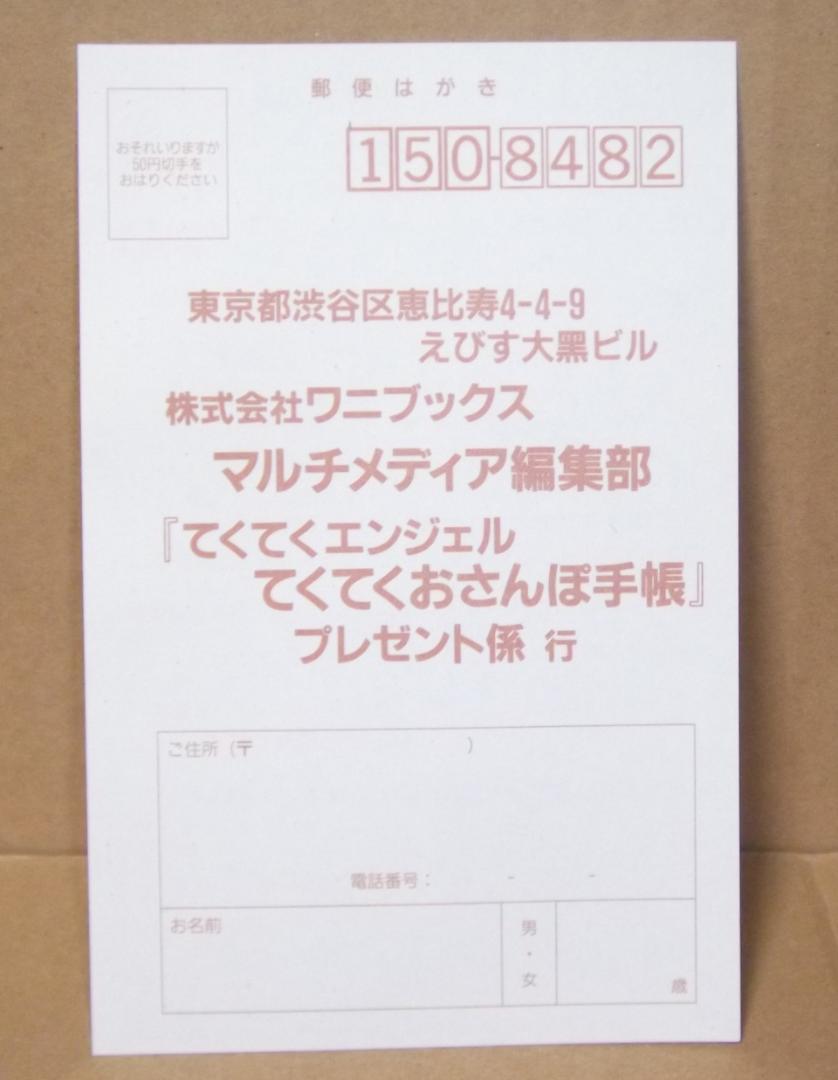 郵便はがき
おそれいりますが
50円切手を
おはりください
150-8482
東京都渋谷区恵比寿4-4-9
えびす大黑ビル
株式会社ワニブックス
マルチメディア編集部
『てくてくエンジェル
てくてくおさんぽ手帳』
プレゼント係 行
ご住所（〒 ）
電話番号： - -
お名前
男・女
歳